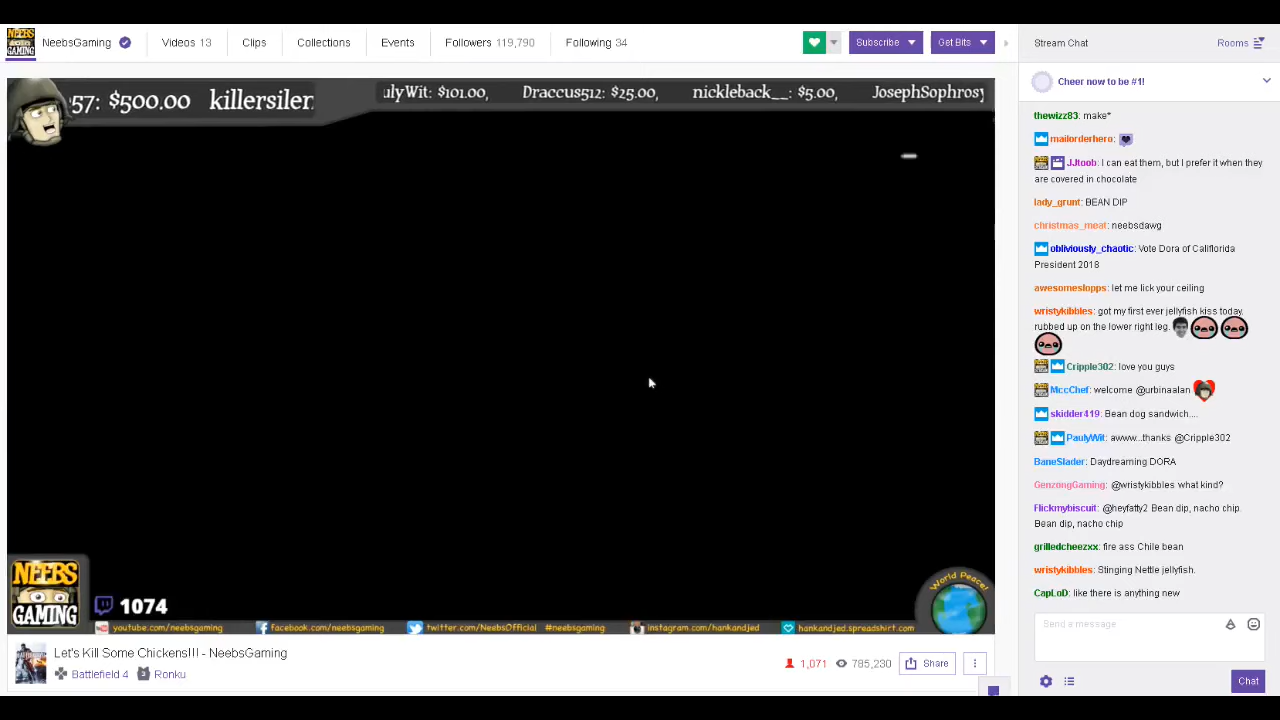 NEEBS GAMING
NeebsGaming
Videos 13
Clips
Collections
Events
Followers 119,790
Following 34
Subscribe
Get Bits
Stream Chat
Rooms
57: $500.00 killersilen
ulyWit: $101.00, Draccus512: $25.00, nickleback__: $5.00, JosephSophrosy
Cheer now to be #1!
thewizz83: make*
mailorderhero:
JJtoob: I can eat them, but I prefer it when they
are covered in chocolate
lady_grunt: BEAN DIP
christmas_meat: neebsdawg
obliviously_chaotic: Vote Dora of Califlorida
President 2018
awesomeslopps: let me lick your ceiling
wristykibbles: got my first ever jellyfish kiss today,
rubbed up on the lower right leg.
Cripple302: love you guys
MccChef: welcome @urbinaalan
skidder419: Bean dog sandwich....
PaulyWit: awww...thanks @Cripple302
BaneSlader: Daydreaming DORA
GenzongGaming: @wristykibbles what kind?
Flickmybiscuit: @heyfatty2 Bean dip, nacho chip.
Bean dip, nacho chip
grilledcheezxx: fire ass Chile bean
wristykibbles: Stinging Nettle jellyfish.
CapLoD: like there is anything new
Send a message
Chat
NEEBS
GAMING
1074
World Peace!
youtube.com/neebsgaming
facebook.com/neebsgaming
twitter.com/NeebsOfficial #neebsgaming
instagram.com/hankandjed
hankandjed.spreadshirt.com
Let's Kill Some Chickens!!! - NeebsGaming
Battlefield 4
Ronku
1,071
785,230
Share